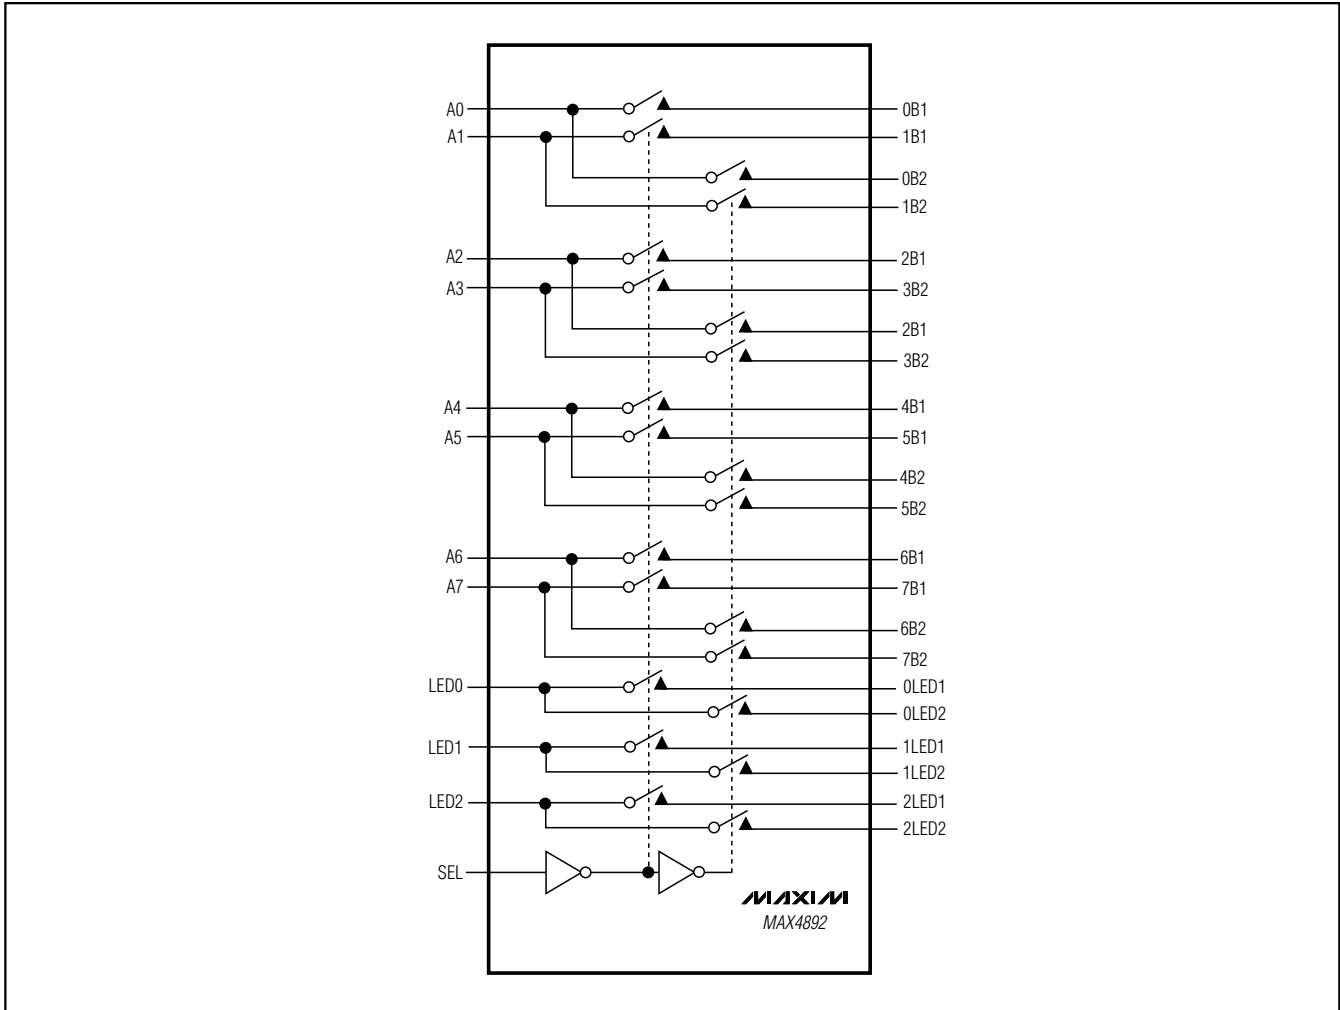 A0
0B1
A1
1B1
0B2
1B2
A2
2B1
A3
3B2
2B1
3B2
A4
4B1
A5
5B1
4B2
5B2
A6
6B1
A7
7B1
6B2
7B2
LED0
0LED1
0LED2
LED1
1LED1
1LED2
LED2
2LED1
2LED2
SEL
MAXIM
MAX4892